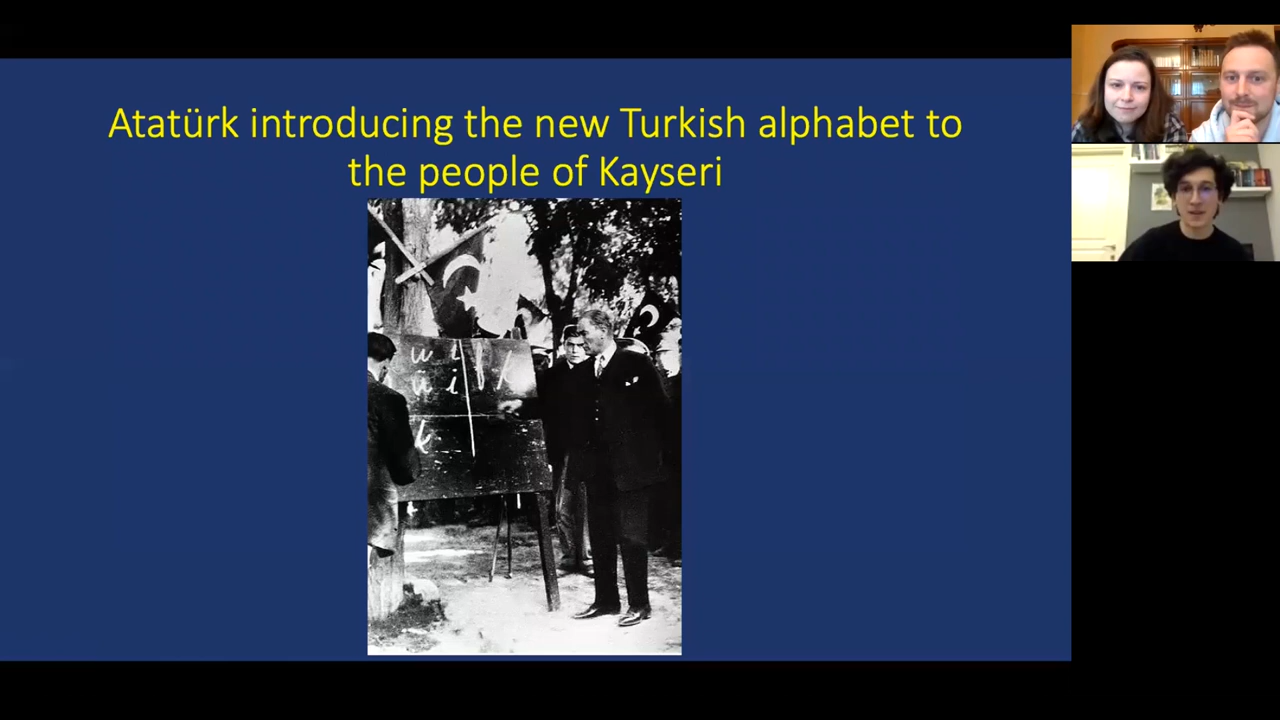 Atatürk introducing the new Turkish alphabet to
the people of Kayseri
ü i